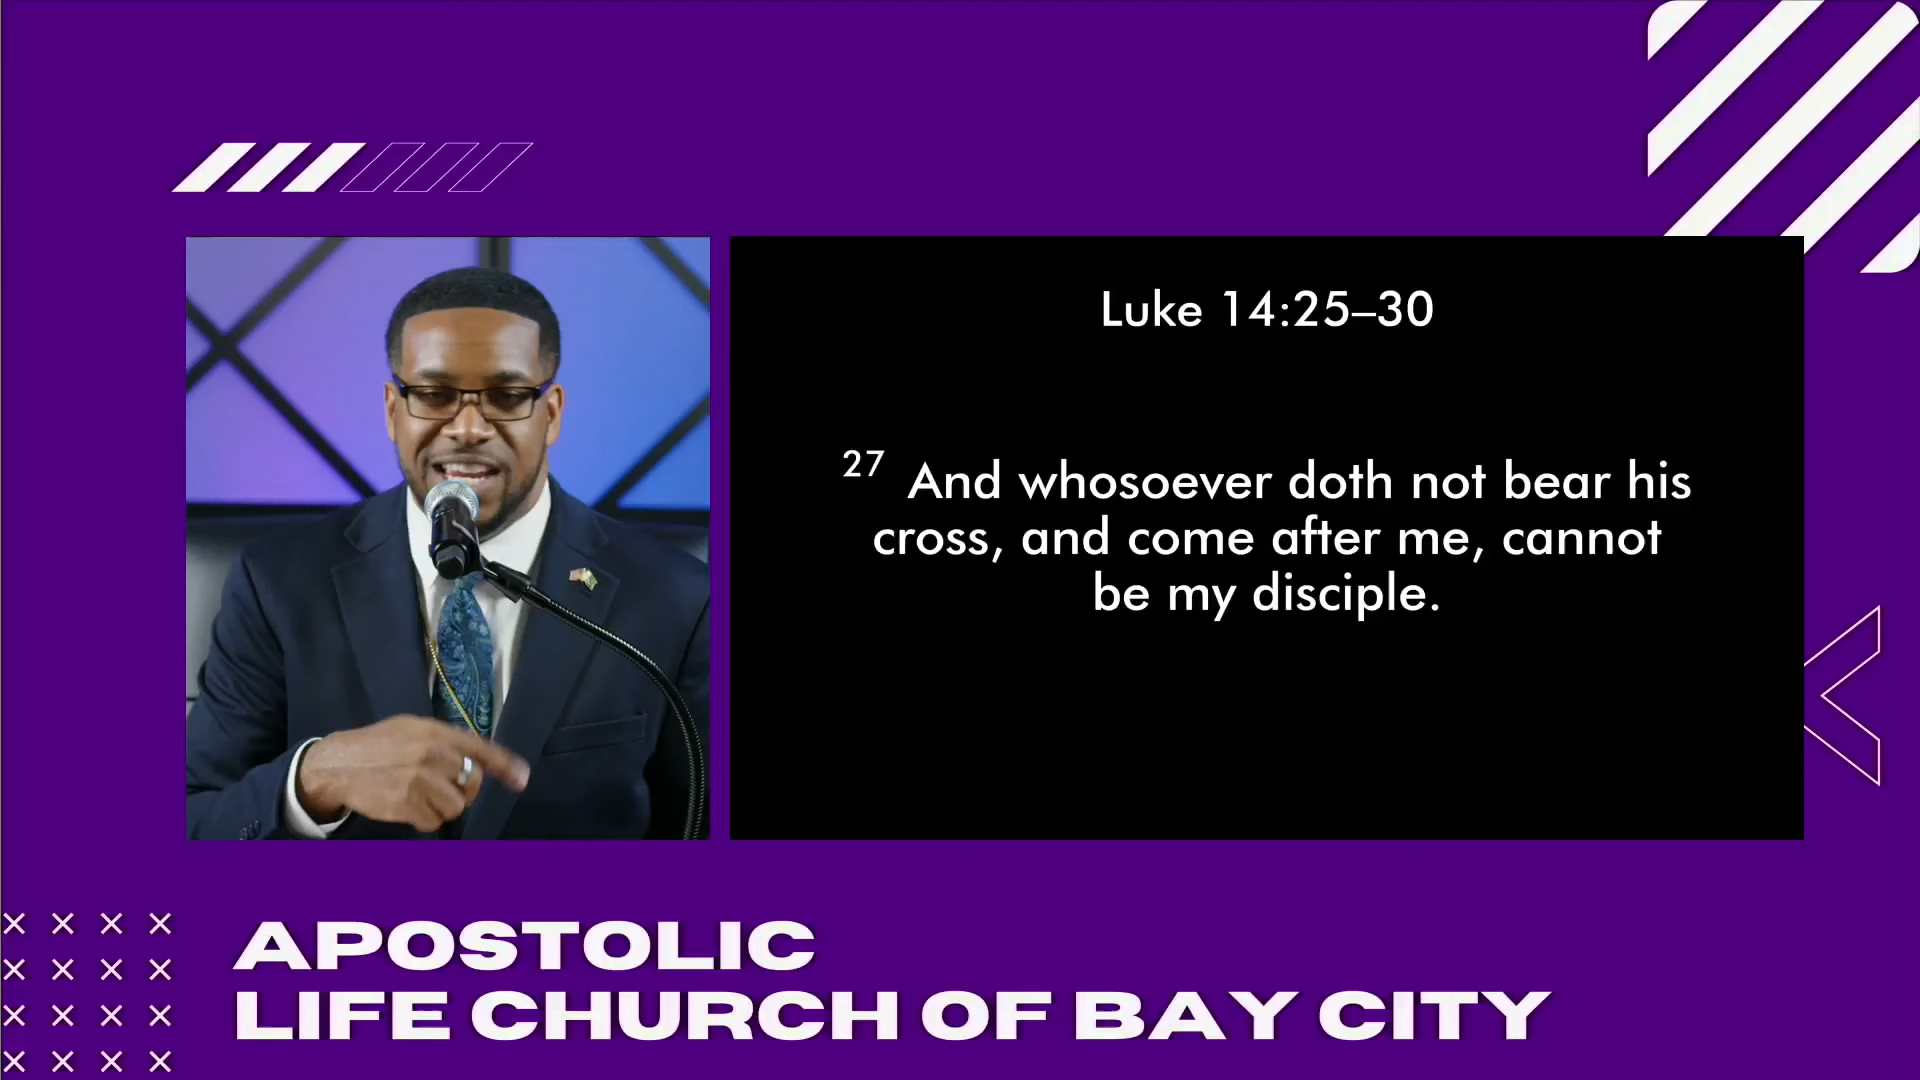 Luke 14:25–30
27 And whosoever doth not bear his
cross, and come after me, cannot
be my disciple.
APOSTOLIC
LIFE CHURCH OF BAY CITY